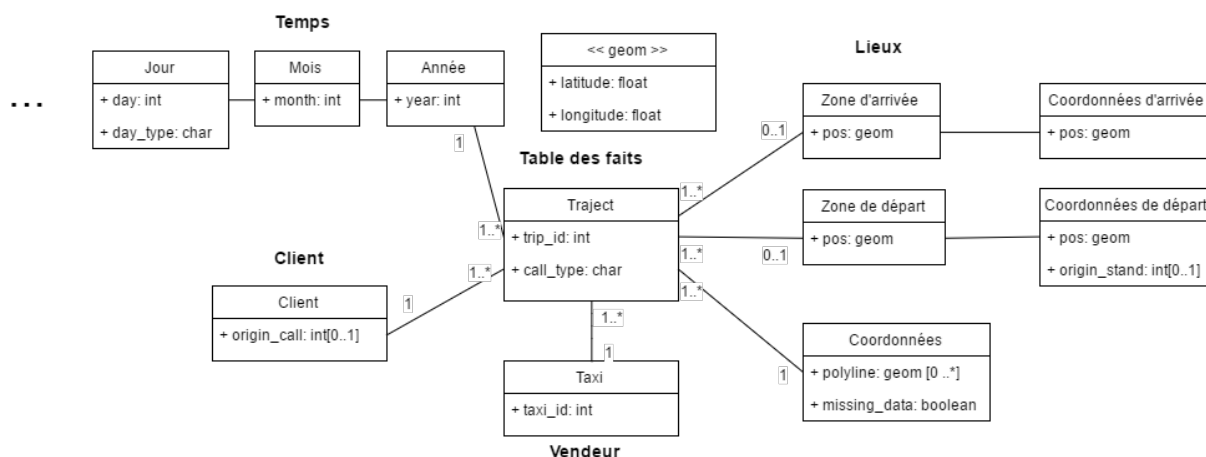 Temps
...
Jour
+ day: int
+ day_type: char
Mois
+ month: int
Année
+ year: int
<< geom >>
+ latitude: float
+ longitude: float
Lieux
Zone d'arrivée
+ pos: geom
Coordonnées d'arrivée
+ pos: geom
1
0..1
Table des faits
1..*
Traject
+ trip_id: int
+ call_type: char
1..*
1..*
1..*
1..*
0..1
Zone de départ
+ pos: geom
Coordonnées de départ
+ pos: geom
+ origin_stand: int[0..1]
Client
Client
+ origin_call: int[0..1]
1
1..*
1
Taxi
+ taxi_id: int
Vendeur
1
Coordonnées
+ polyline: geom [0 ..*]
+ missing_data: boolean